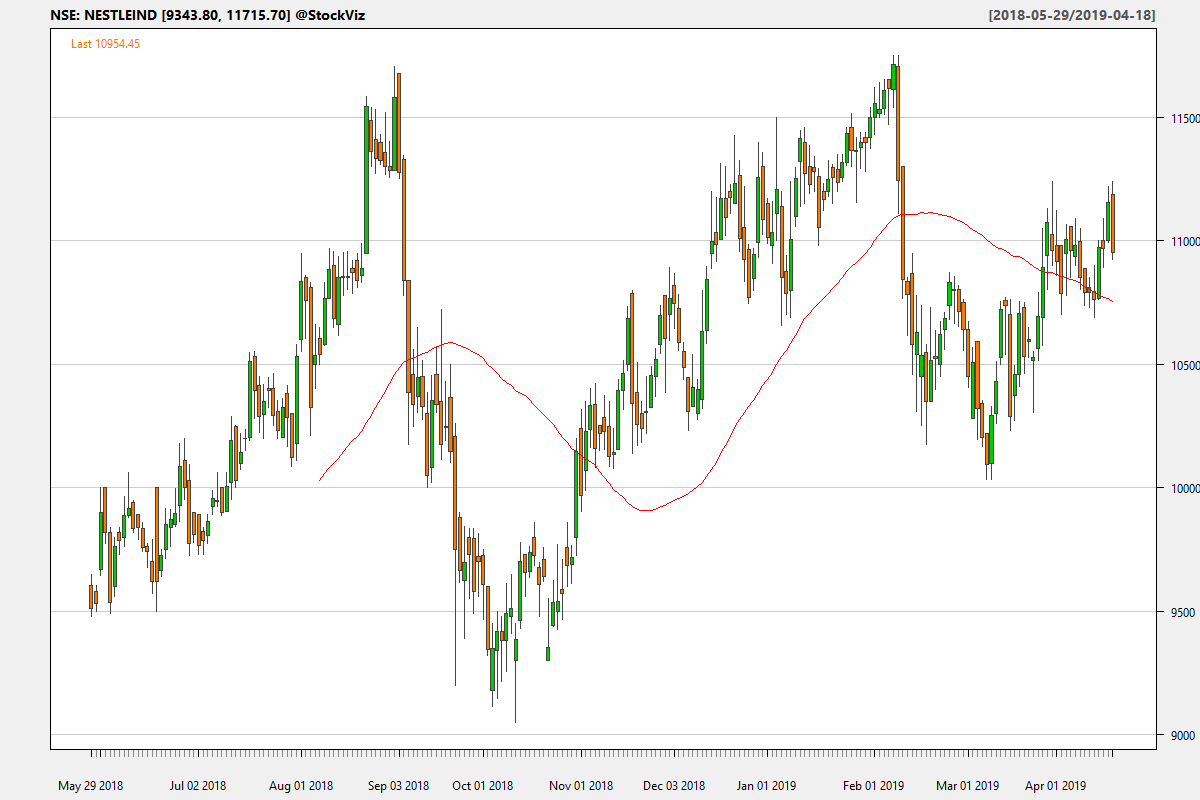 NSE: NESTLEIND [9343.80, 11715.70] @StockViz
[2018-05-29/2019-04-18]
Last 10954.45
11500
11000
10500
10000
9500
9000
May 29 2018
Jul 02 2018
Aug 01 2018
Sep 03 2018
Oct 01 2018
Nov 01 2018
Dec 03 2018
Jan 01 2019
Feb 01 2019
Mar 01 2019
Apr 01 2019